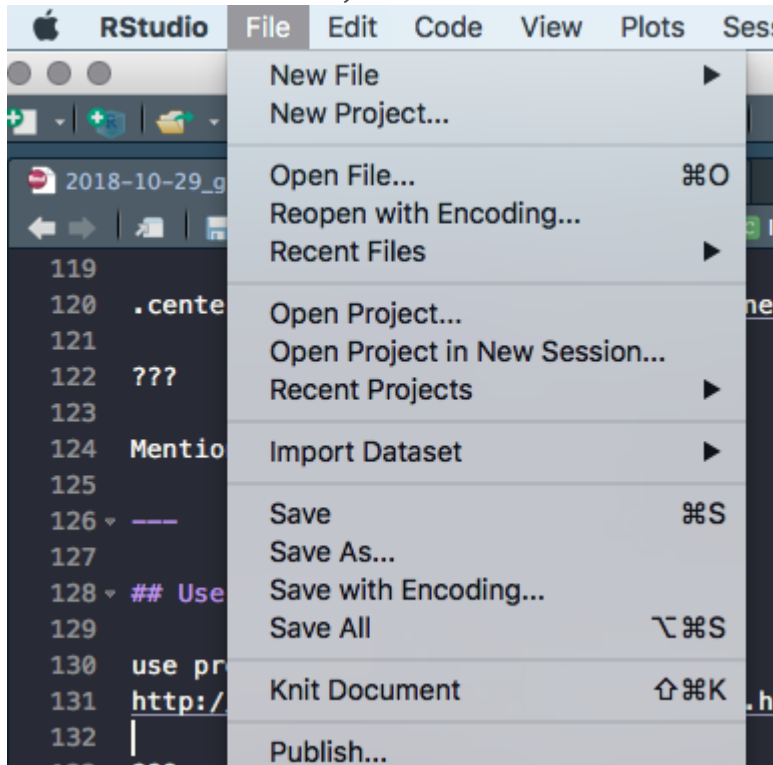 RStudio File Edit Code View Plots
New File
New Project...
2018-10-29_g
Open File... ⌘O
Reopen with Encoding...
Recent Files
119
120 .cente
Open Project...
121
Open Project in New Session...
122 ???
Recent Projects
123
124 Mentio
Import Dataset
125
126 ---
Save ⌘S
127
Save As...
128 ## Use
Save with Encoding...
129
Save All ⌥⌘S
130 use pr
131 http:/ .h
Knit Document ⇧⌘K
132
Publish...